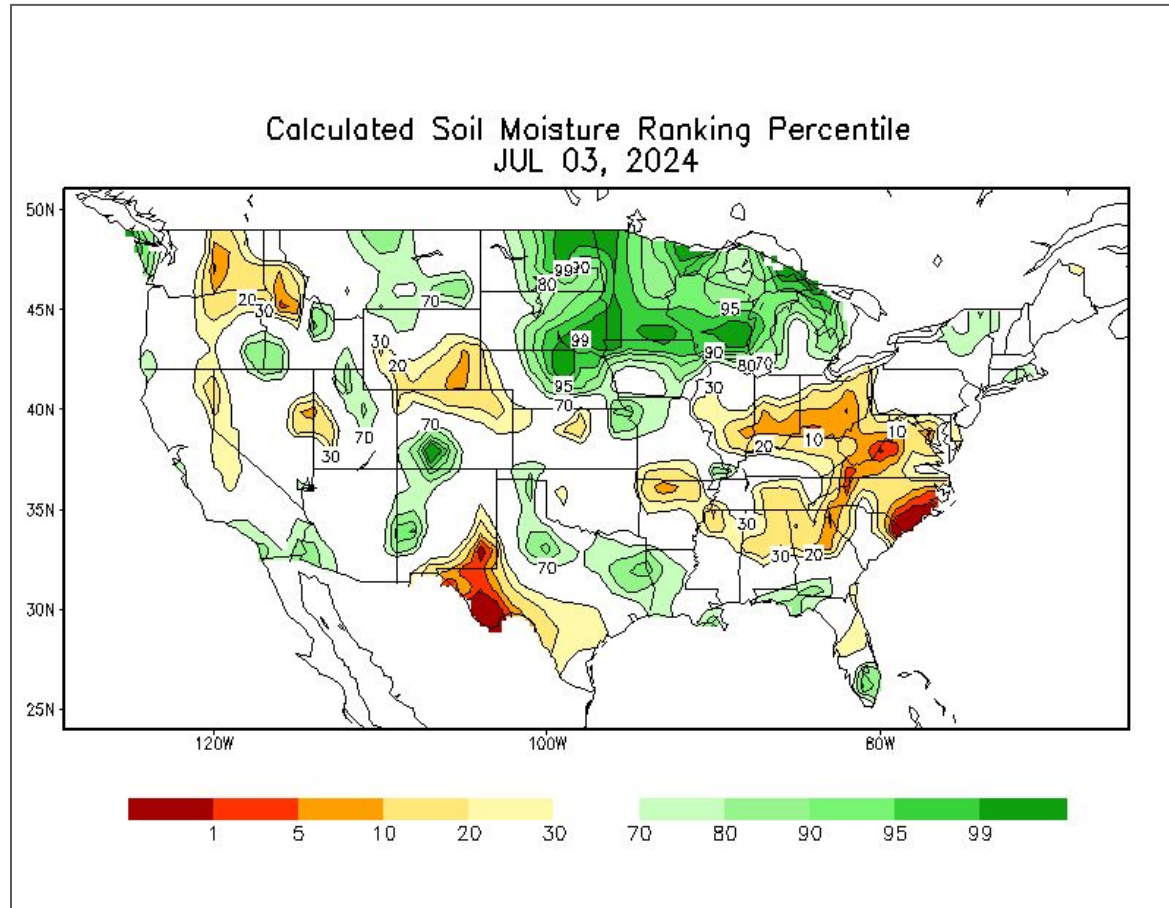 Calculated Soil Moisture Ranking Percentile
JUL 03, 2024
50N
99 90
80
20 70 95
45N
30
30 99
90
20 80 70
95 30
70
40N
70 70 10 10
20
30
35N
30
30 20
70
30N
25N
120W 100W 80W
1 5 10 20 30 70 80 90 95 99